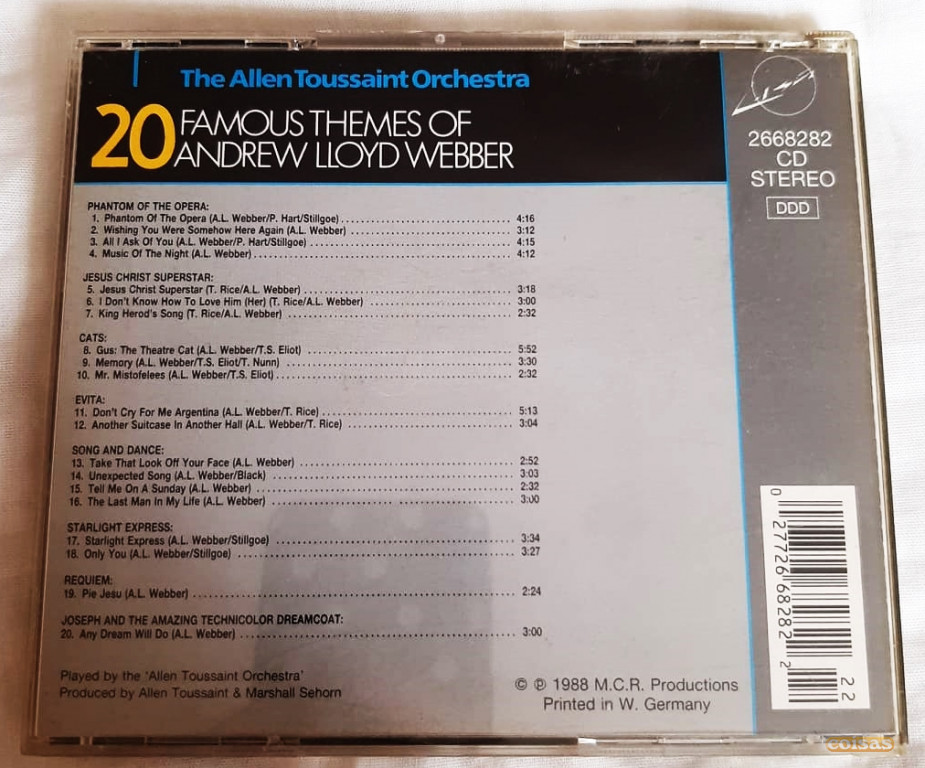 The Allen Toussaint Orchestra
20 FAMOUS THEMES OF
ANDREW LLOYD WEBBER
2668282
CD
STEREO
DDD
PHANTOM OF THE OPERA:
1. Phantom Of The Opera (A.L. Webber/P. Hart/Stillgoe) 4:16
2. Wishing You Were Somehow Here Again (A.L. Webber) 3:12
3. All I Ask Of You (A.L. Webber/P. Hart/Stillgoe) 4:15
4. Music Of The Night (A.L. Webber) 4:12
JESUS CHRIST SUPERSTAR:
5. Jesus Christ Superstar (T. Rice/A.L. Webber) 3:18
6. I Don't Know How To Love Him (Her) (T. Rice/A.L. Webber) 3:00
7. King Herod's Song (T. Rice/A.L. Webber) 2:32
CATS:
8. Gus: The Theatre Cat (A.L. Webber/T.S. Eliot) 5:52
9. Memory (A.L. Webber/T.S. Eliot/T. Nunn) 3:30
10. Mr. Mistofelees (A.L. Webber/T.S. Eliot) 2:32
EVITA:
11. Don't Cry For Me Argentina (A.L. Webber/T. Rice) 5:13
12. Another Suitcase In Another Hall (A.L. Webber/T. Rice) 3:04
SONG AND DANCE:
13. Take That Look Off Your Face (A.L. Webber) 2:52
14. Unexpected Song (A.L. Webber/Black) 3:03
15. Tell Me On A Sunday (A.L. Webber) 2:32
16. The Last Man In My Life (A.L. Webber) 3:00
STARLIGHT EXPRESS:
17. Starlight Express (A.L. Webber/Stillgoe) 3:34
18. Only You (A.L. Webber/Stillgoe) 3:27
REQUIEM:
19. Pie Jesu (A.L. Webber) 2:24
JOSEPH AND THE AMAZING TECHNICOLOR DREAMCOAT:
20. Any Dream Will Do (A.L. Webber) 3:00
Played by the 'Allen Toussaint Orchestra'
Produced by Allen Toussaint & Marshall Sehorn
© ℗ 1988 M.C.R. Productions
Printed in W. Germany
0 27726 68282 2
22
coisas